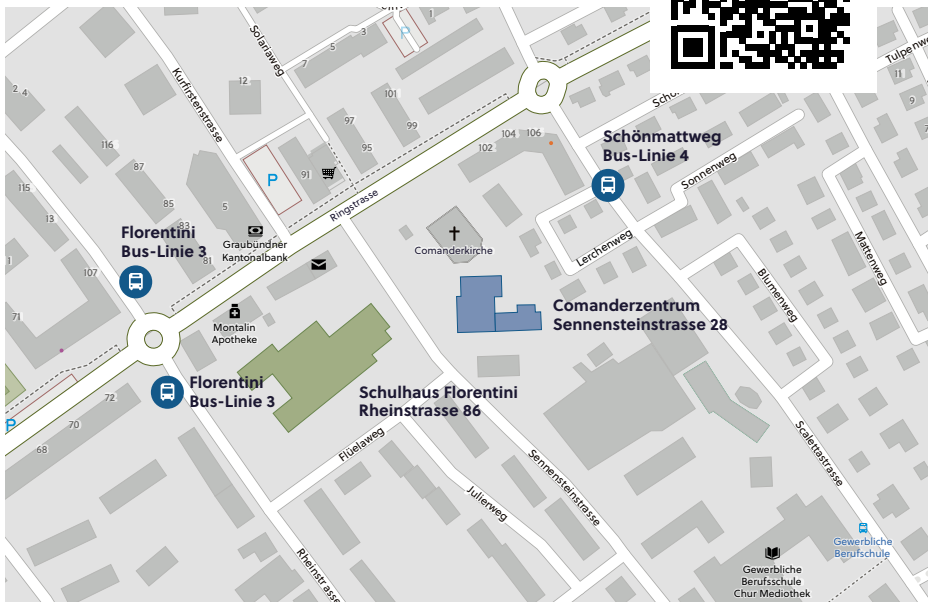 Solariaweg
1
3
5
7
P
Tulpenweg
11
9
2
4
Kurfirstenstrasse
12
101
97
99
95
104
106
102
116
87
115
13
85
83
5
81
107
71
P
91
Ringstrasse
Schönmattweg
Bus-Linie 4
Sonnenweg
Lerchenweg
Mattenweg
Blumenweg
Florentini
Bus-Linie 3
Graubündner
Kantonalbank
Comanderkirche
Montalin
Apotheke
Comanderzentrum
Sennensteinstrasse 28
Florentini
Bus-Linie 3
Schulhaus Florentini
Rheinstrasse 86
72
70
68
P
Flüelaweg
Julierweg
Sennensteinstrasse
Scalettastrasse
Rheinstrasse
Gewerbliche
Berufschule
Gewerbliche
Berufsschule
Chur Mediothek